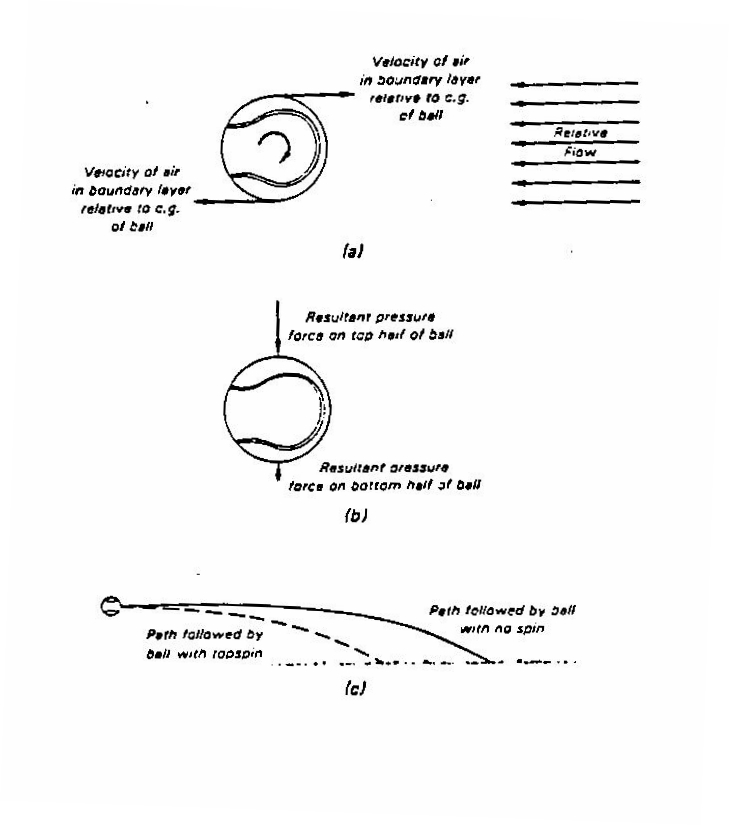 Velocity of air
in boundary layer
relative to c.g.
of ball
Relative
Flow
Velocity of air
in boundary layer
relative to c.g.
of ball
(a)
Resultant pressure
force on top half of ball
Resultant pressure
force on bottom half of ball
(b)
Path followed by ball
with no spin
Path followed by
ball with topspin
(c)